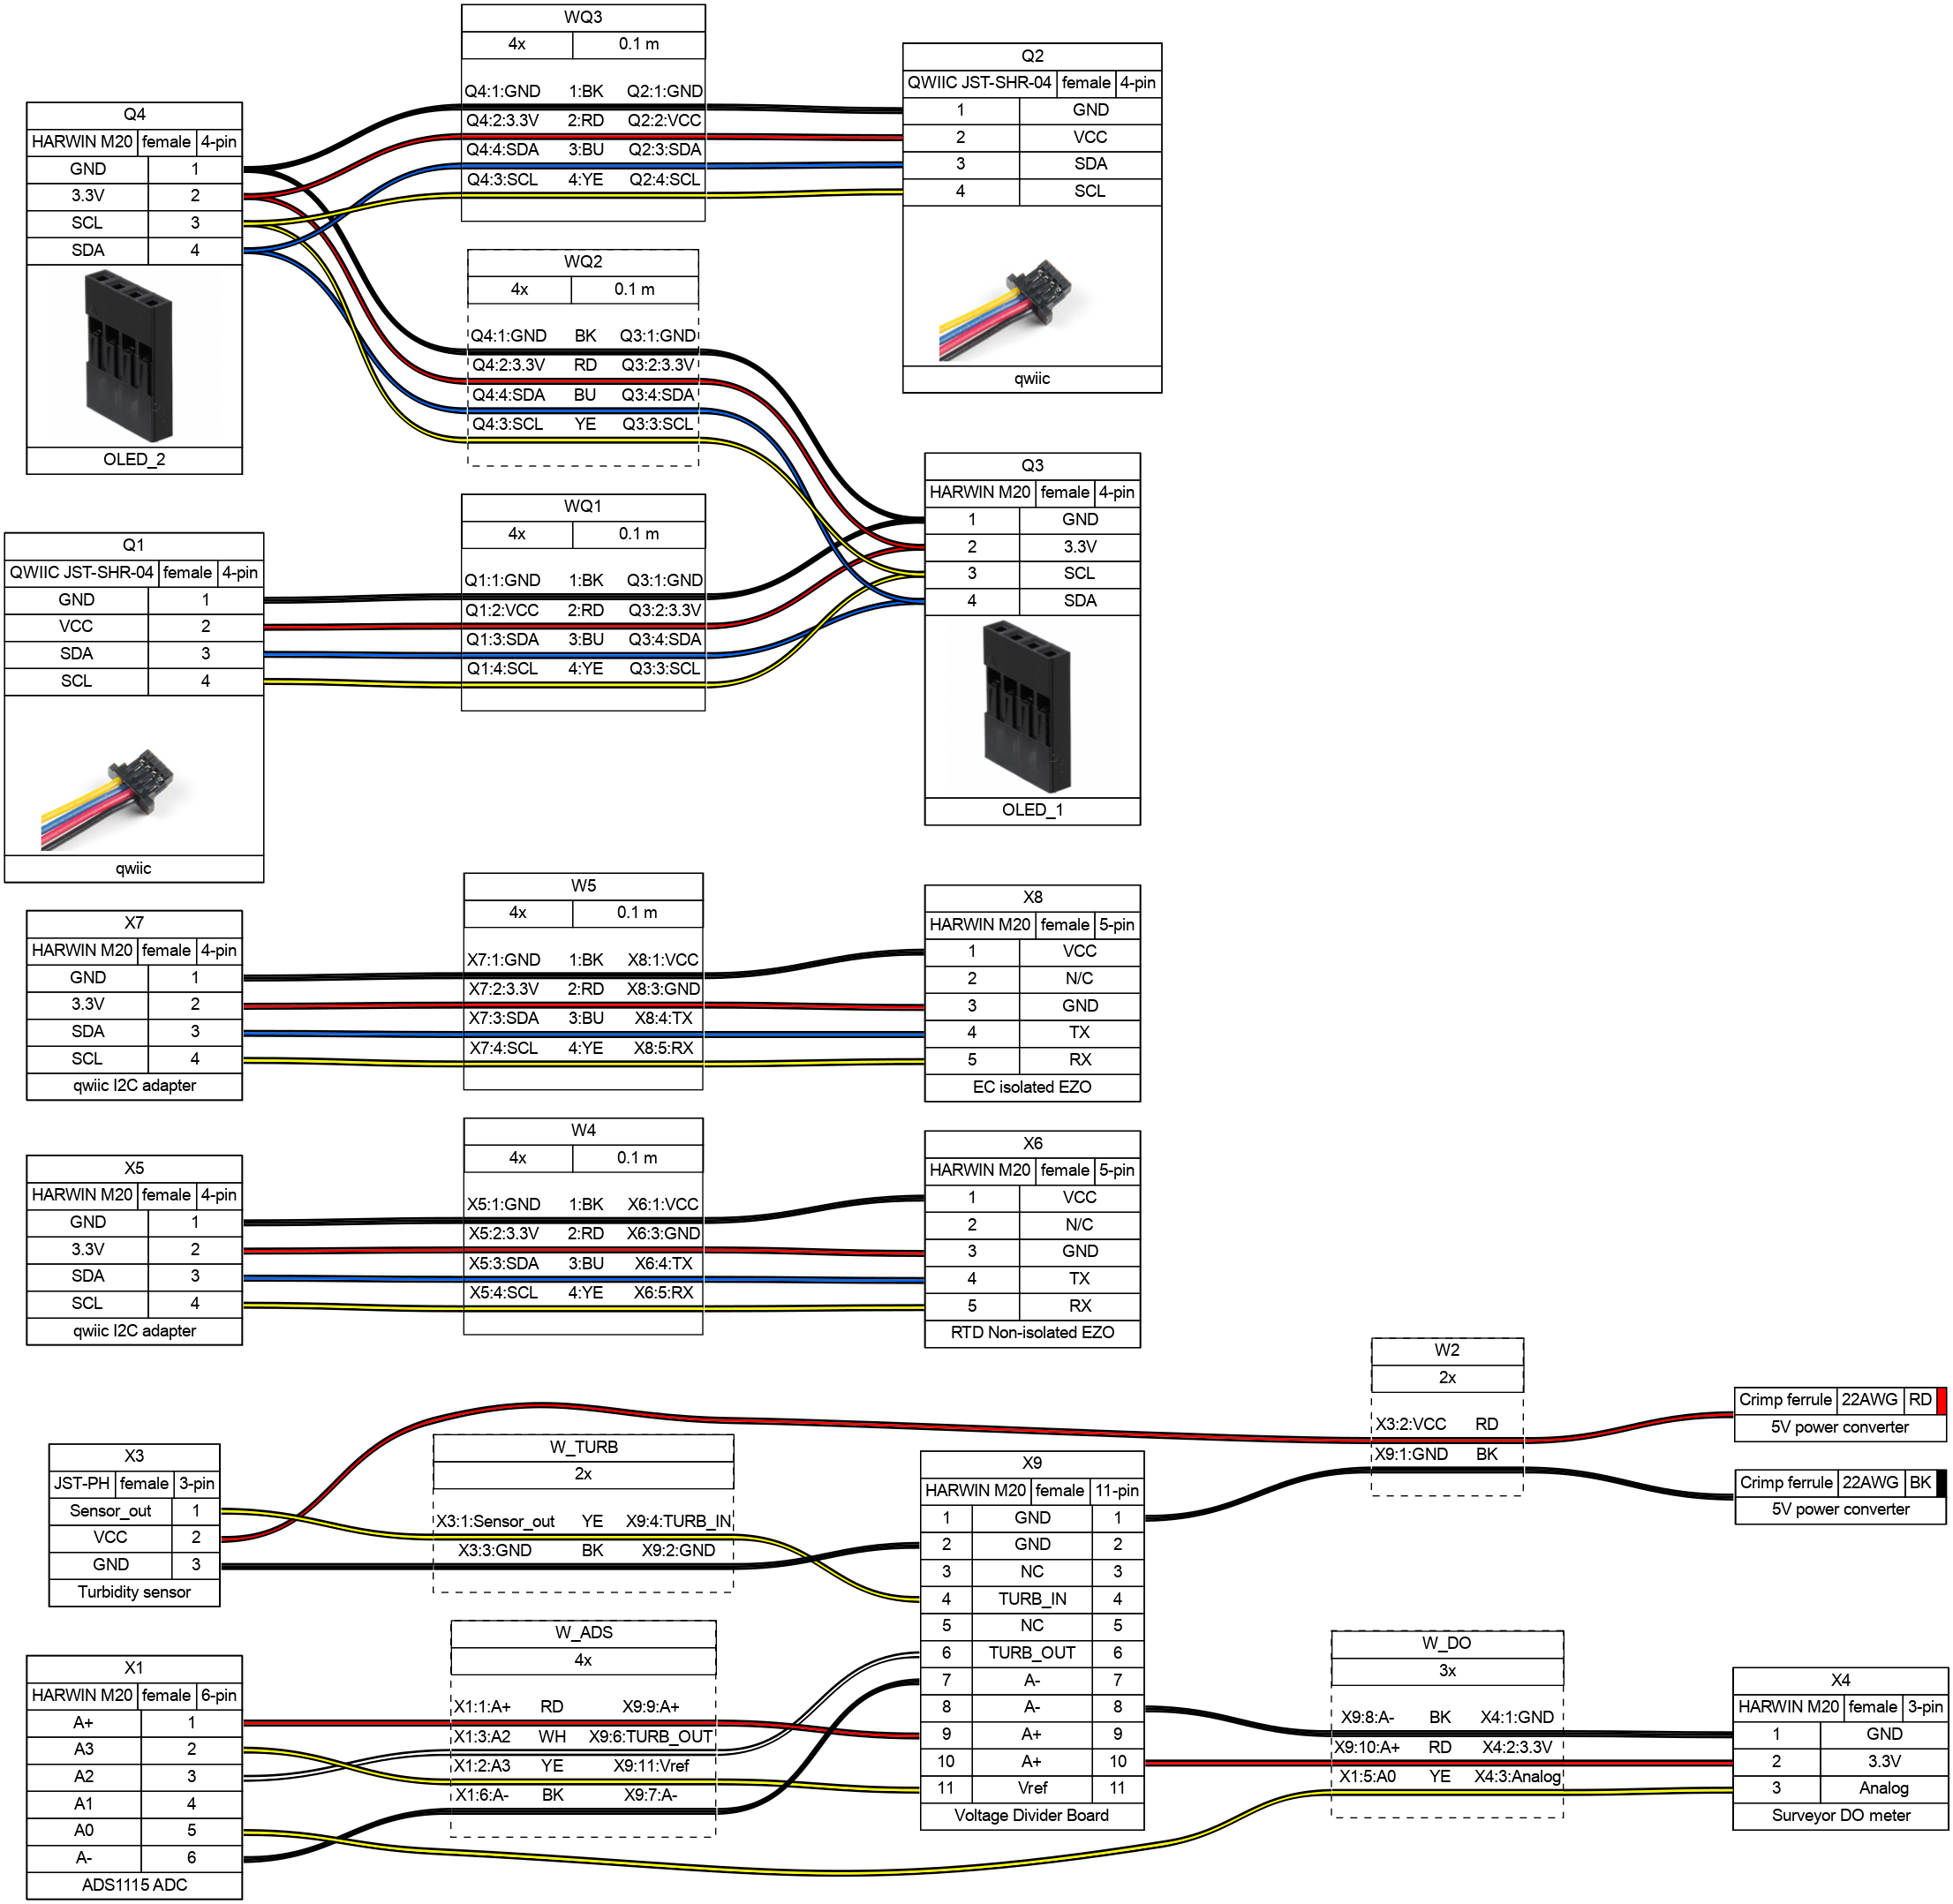 WQ3
4x 0.1 m
Q4:1:GND 1:BK Q2:1:GND
Q4:2:3.3V 2:RD Q2:2:VCC
Q4:4:SDA 3:BU Q2:3:SDA
Q4:3:SCL 4:YE Q2:4:SCL
Q2
QWIIC JST-SHR-04 female 4-pin
1 GND
2 VCC
3 SDA
4 SCL
qwiic
Q4
HARWIN M20 female 4-pin
GND 1
3.3V 2
SCL 3
SDA 4
OLED_2
WQ2
4x 0.1 m
Q4:1:GND BK Q3:1:GND
Q4:2:3.3V RD Q3:2:3.3V
Q4:4:SDA BU Q3:4:SDA
Q4:3:SCL YE Q3:3:SCL
Q3
HARWIN M20 female 4-pin
1 GND
2 3.3V
3 SCL
4 SDA
OLED_1
WQ1
4x 0.1 m
Q1:1:GND 1:BK Q3:1:GND
Q1:2:VCC 2:RD Q3:2:3.3V
Q1:3:SDA 3:BU Q3:4:SDA
Q1:4:SCL 4:YE Q3:3:SCL
Q1
QWIIC JST-SHR-04 female 4-pin
GND 1
VCC 2
SDA 3
SCL 4
qwiic
X7
HARWIN M20 female 4-pin
GND 1
3.3V 2
SDA 3
SCL 4
qwiic I2C adapter
W5
4x 0.1 m
X7:1:GND 1:BK X8:1:VCC
X7:2:3.3V 2:RD X8:3:GND
X7:3:SDA 3:BU X8:4:TX
X7:4:SCL 4:YE X8:5:RX
X8
HARWIN M20 female 5-pin
1 VCC
2 N/C
3 GND
4 TX
5 RX
EC isolated EZO
X5
HARWIN M20 female 4-pin
GND 1
3.3V 2
SDA 3
SCL 4
qwiic I2C adapter
W4
4x 0.1 m
X5:1:GND 1:BK X6:1:VCC
X5:2:3.3V 2:RD X6:3:GND
X5:3:SDA 3:BU X6:4:TX
X5:4:SCL 4:YE X6:5:RX
X6
HARWIN M20 female 5-pin
1 VCC
2 N/C
3 GND
4 TX
5 RX
RTD Non-isolated EZO
W2
2x
X3:2:VCC RD
X9:1:GND BK
Crimp ferrule 22AWG RD
5V power converter
Crimp ferrule 22AWG BK
5V power converter
X3
JST-PH female 3-pin
Sensor_out 1
VCC 2
GND 3
Turbidity sensor
W_TURB
2x
X3:1:Sensor_out YE X9:4:TURB_IN
X3:3:GND BK X9:2:GND
X9
HARWIN M20 female 11-pin
1 GND 1
2 GND 2
3 NC 3
4 TURB_IN 4
5 NC 5
6 TURB_OUT 6
7 A- 7
8 A- 8
9 A+ 9
10 A+ 10
11 Vref 11
Voltage Divider Board
X1
HARWIN M20 female 6-pin
A+ 1
A3 2
A2 3
A1 4
A0 5
A- 6
ADS1115 ADC
W_ADS
4x
X1:1:A+ RD X9:9:A+
X1:3:A2 WH X9:6:TURB_OUT
X1:2:A3 YE X9:11:Vref
X1:6:A- BK X9:7:A-
W_DO
3x
X9:8:A- BK X4:1:GND
X9:10:A+ RD X4:2:3.3V
X1:5:A0 YE X4:3:Analog
X4
HARWIN M20 female 3-pin
1 GND
2 3.3V
3 Analog
Surveyor DO meter